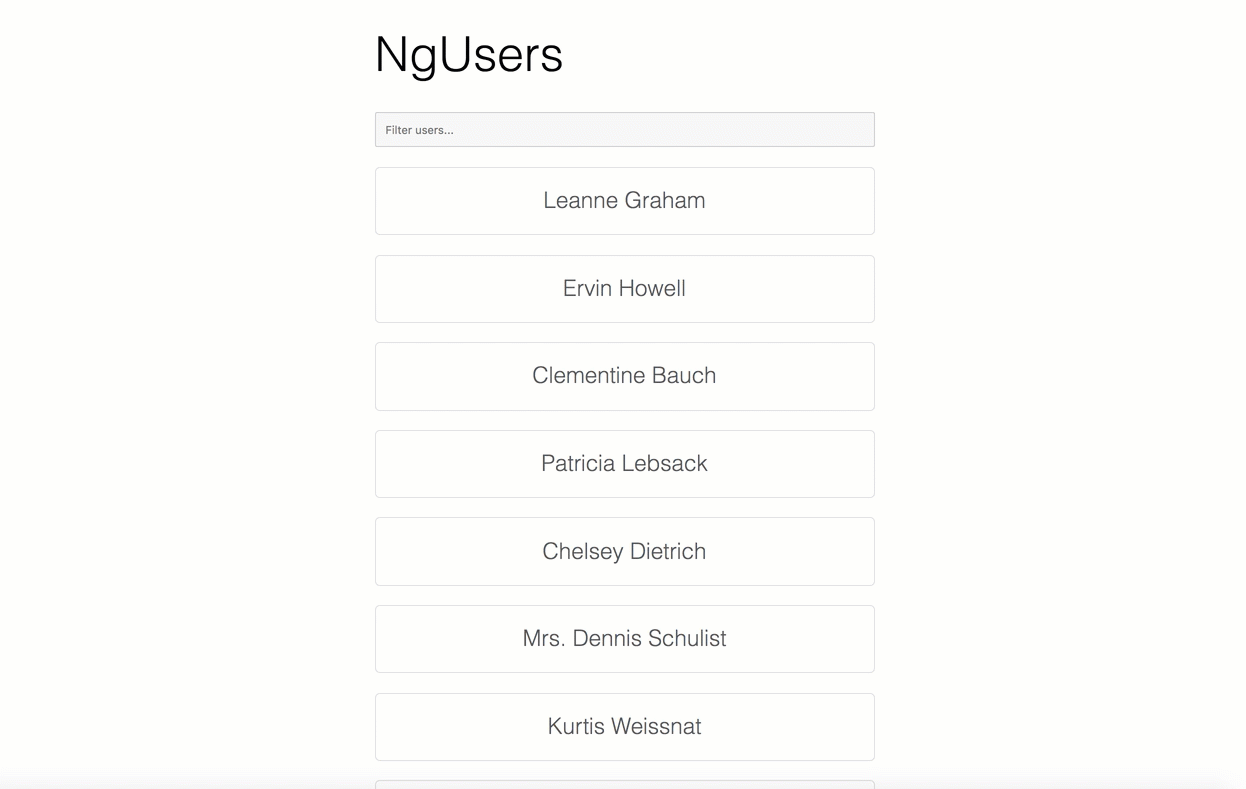 NgUsers
Filter users...
Leanne Graham
Ervin Howell
Clementine Bauch
Patricia Lebsack
Chelsey Dietrich
Mrs. Dennis Schulist
Kurtis Weissnat